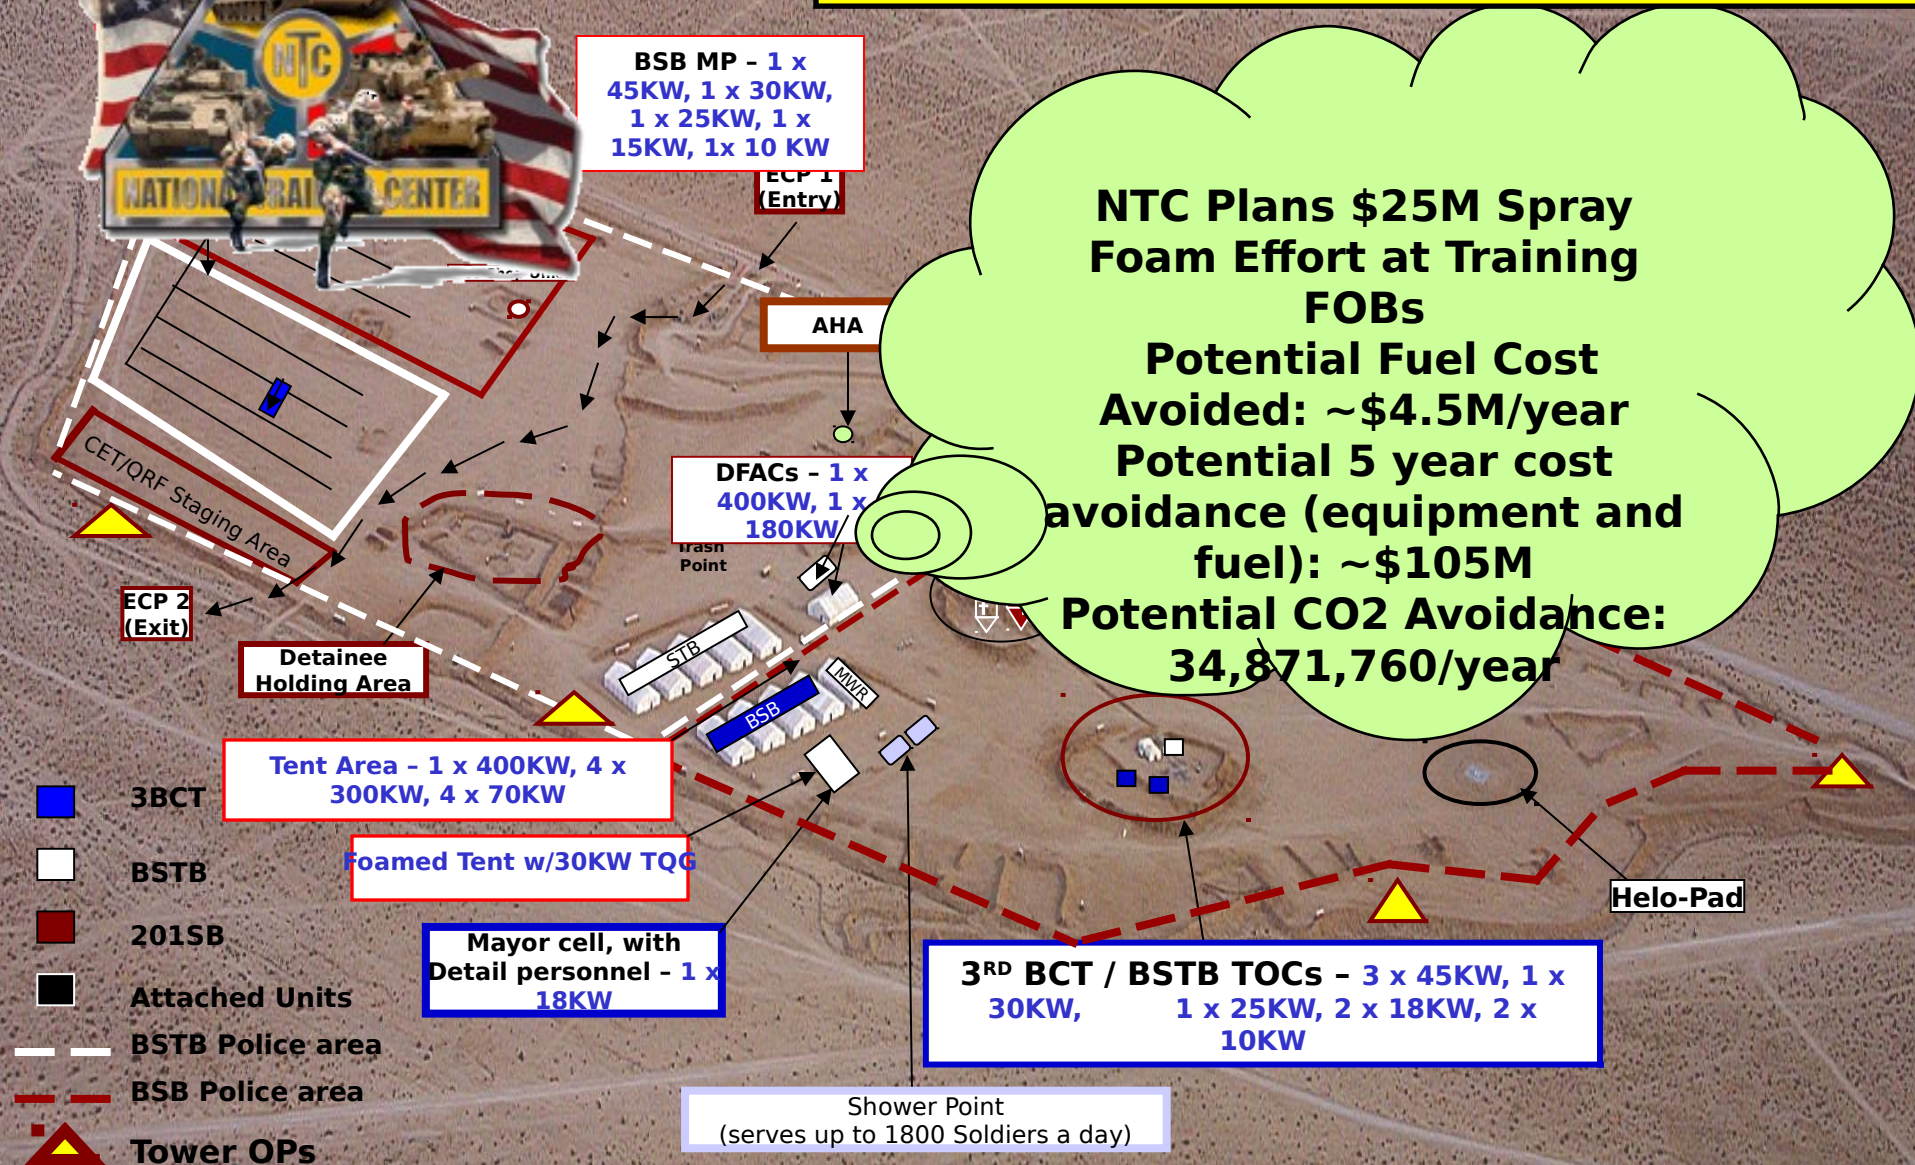 NTC
NATIONAL TRAINING CENTER
BSB MP – 1 x
45KW, 1 x 30KW,
1 x 25KW, 1 x
15KW, 1x 10 KW
ECP 1
(Entry)
NTC Plans $25M Spray
Foam Effort at Training
FOBs
Potential Fuel Cost
Avoided: ~$4.5M/year
Potential 5 year cost
avoidance (equipment and
fuel): ~$105M
Potential CO2 Avoidance:
34,871,760/year
AHA
CET/QRF Staging Area
DFACs – 1 x
400KW, 1 x
180KW
Trash
Point
ECP 2
(Exit)
Detainee
Holding Area
STB
MWR
BSB
Tent Area – 1 x 400KW, 4 x
300KW, 4 x 70KW
Foamed Tent w/30KW TQG
Mayor cell, with
Detail personnel – 1 x
18KW
3RD BCT / BSTB TOCs – 3 x 45KW, 1 x
30KW, 1 x 25KW, 2 x 18KW, 2 x
10KW
Helo-Pad
Shower Point
(serves up to 1800 Soldiers a day)
3BCT
BSTB
201SB
Attached Units
BSTB Police area
BSB Police area
Tower OPs